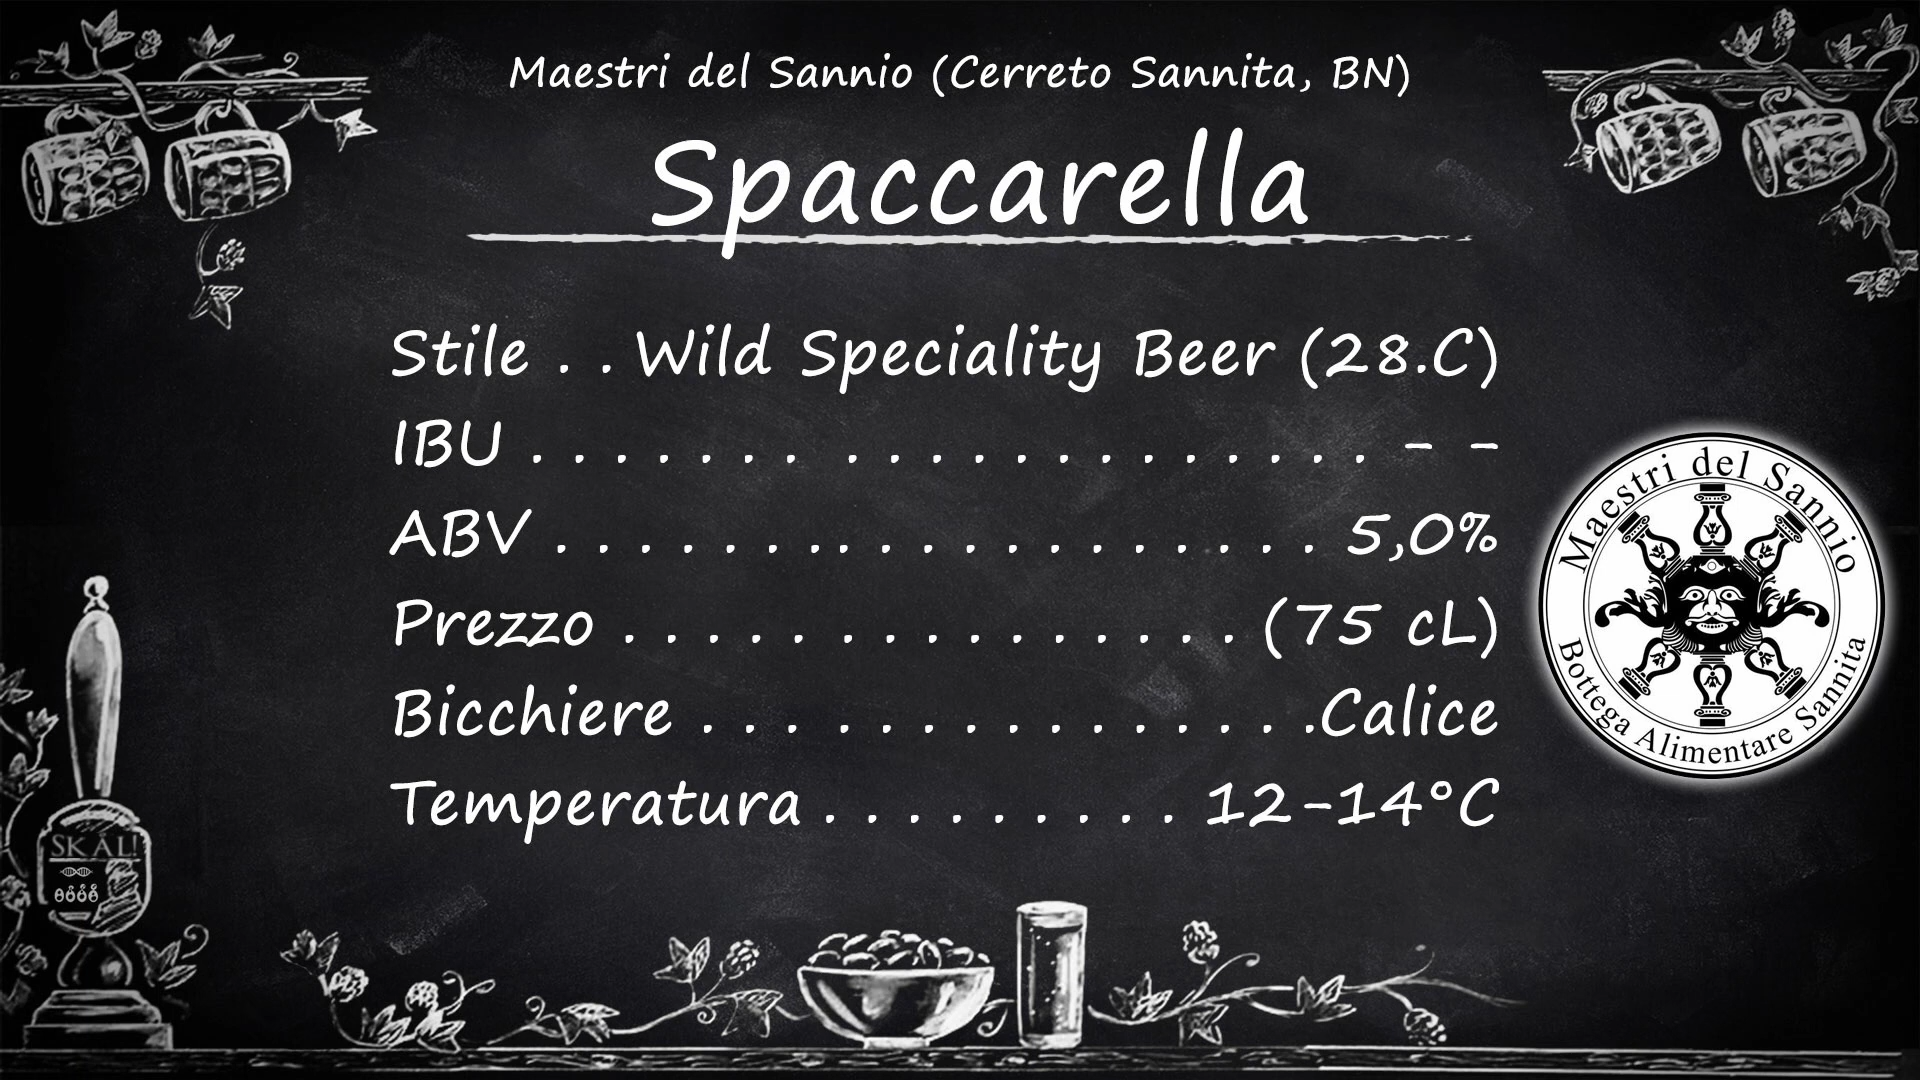 Maestri del Sannio (Cerreto Sannita, BN)
Spaccarella
Stile . . Wild Speciality Beer (28.C)
IBU . . . . . . . . . . . . . . . . . . . . - -
ABV . . . . . . . . . . . . . . . . . . . 5,0%
Prezzo . . . . . . . . . . . . . . . (75 cL)
Bicchiere . . . . . . . . . . . . . . .Calice
Temperatura . . . . . . . . . 12-14°C
Maestri del Sannio
Bottega Alimentare Sannita
SKÅL!